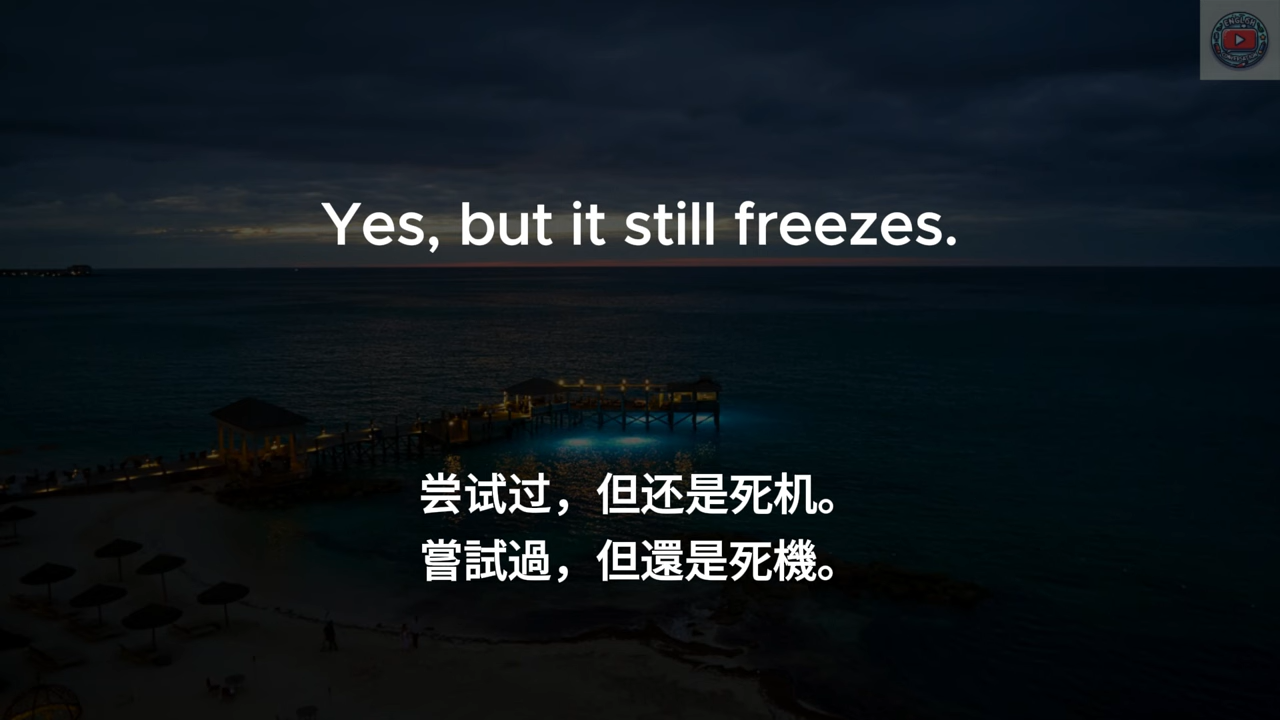 Yes, but it still freezes.
尝试过，但还是死机。
嘗試過，但還是死機。